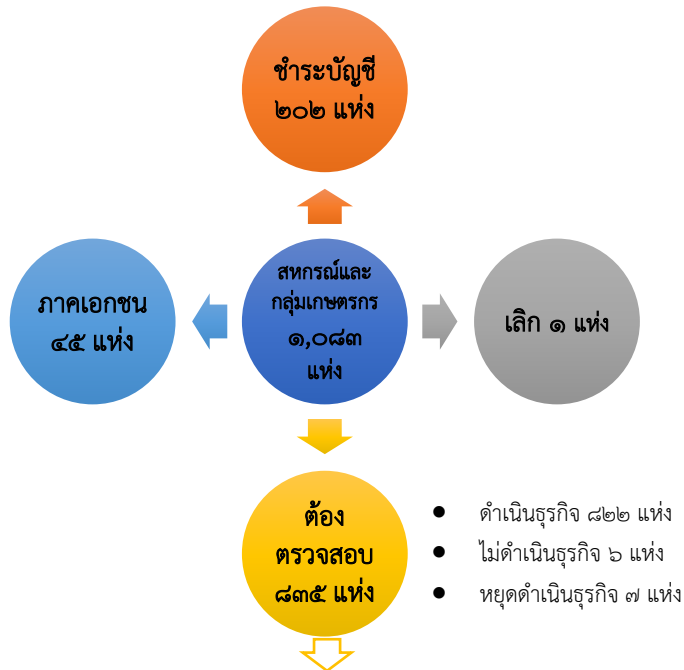 ชำระบัญชี
๒๐๒ แห่ง
ภาคเอกชน
๔๕ แห่ง
สหกรณ์และ
กลุ่มเกษตรกร
๑,๐๘๓
แห่ง
เลิก ๑ แห่ง
ต้อง
ตรวจสอบ
๘๓๕ แห่ง
● ดำเนินธุรกิจ ๘๒๒ แห่ง
● ไม่ดำเนินธุรกิจ ๖ แห่ง
● หยุดดำเนินธุรกิจ ๗ แห่ง